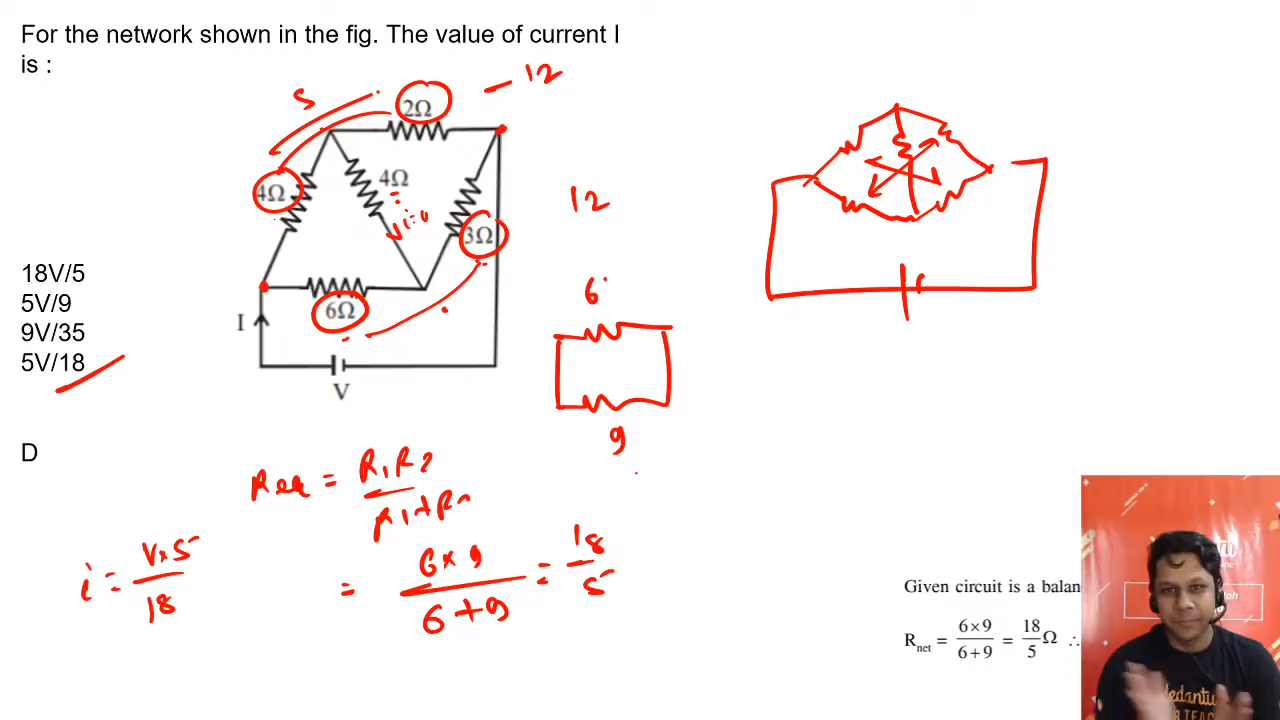 For the network shown in the fig. The value of current I
is :
S
2Ω
- 12
4Ω
4Ω
i=0
12
3Ω
18V/5
5V/9
6
9V/35
6Ω
I
5V/18
V
9
D
Req = R₁R₂
R₁+R₂
i = V×5
18
= 6×9 = 18
6+9 5
Given circuit is a balan
Rnet = 6×9 = 18 Ω ∴
6+9 5